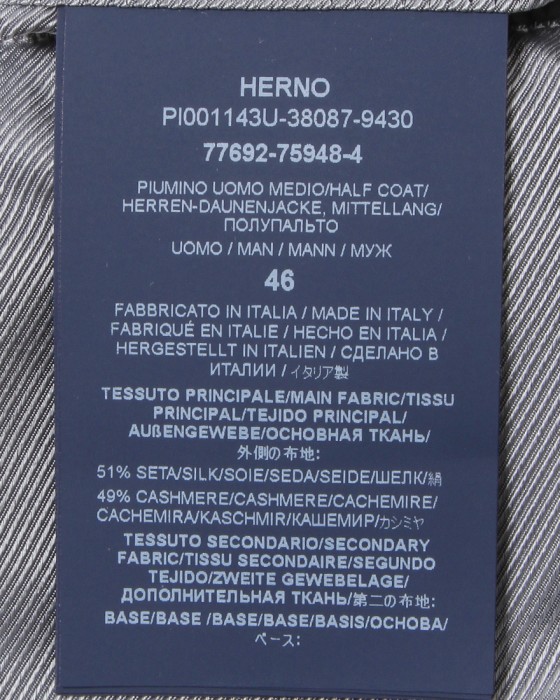 HERNO
PI001143U-38087-9430
77692-75948-4
PIUMINO UOMO MEDIO/HALF COAT/
HERREN-DAUNENJACKE, MITTELLANG/
ПОЛУПАЛЬТО
UOMO / MAN / MANN / МУЖ
46
FABBRICATO IN ITALIA / MADE IN ITALY /
FABRIQUÉ EN ITALIE / HECHO EN ITALIA /
HERGESTELLT IN ITALIEN / СДЕЛАНО В
ИТАЛИИ / イタリア製
TESSUTO PRINCIPALE/MAIN FABRIC/TISSU
PRINCIPAL/TEJIDO PRINCIPAL/
AUßENGEWEBE/ОСНОВНАЯ ТКАНЬ/
外側の布地:
51% SETA/SILK/SOIE/SEDA/SEIDE/ШЕЛК/絹
49% CASHMERE/CASHMERE/CACHEMIRE/
CACHEMIRA/KASCHMIR/КАШЕМИР/カシミヤ
TESSUTO SECONDARIO/SECONDARY
FABRIC/TISSU SECONDAIRE/SEGUNDO
TEJIDO/ZWEITE GEWEBELAGE/
ДОПОЛНИТЕЛЬНАЯ ТКАНЬ/第二の布地:
BASE/BASE /BASE/BASE/BASIS/ОСНОВА/
ベース: